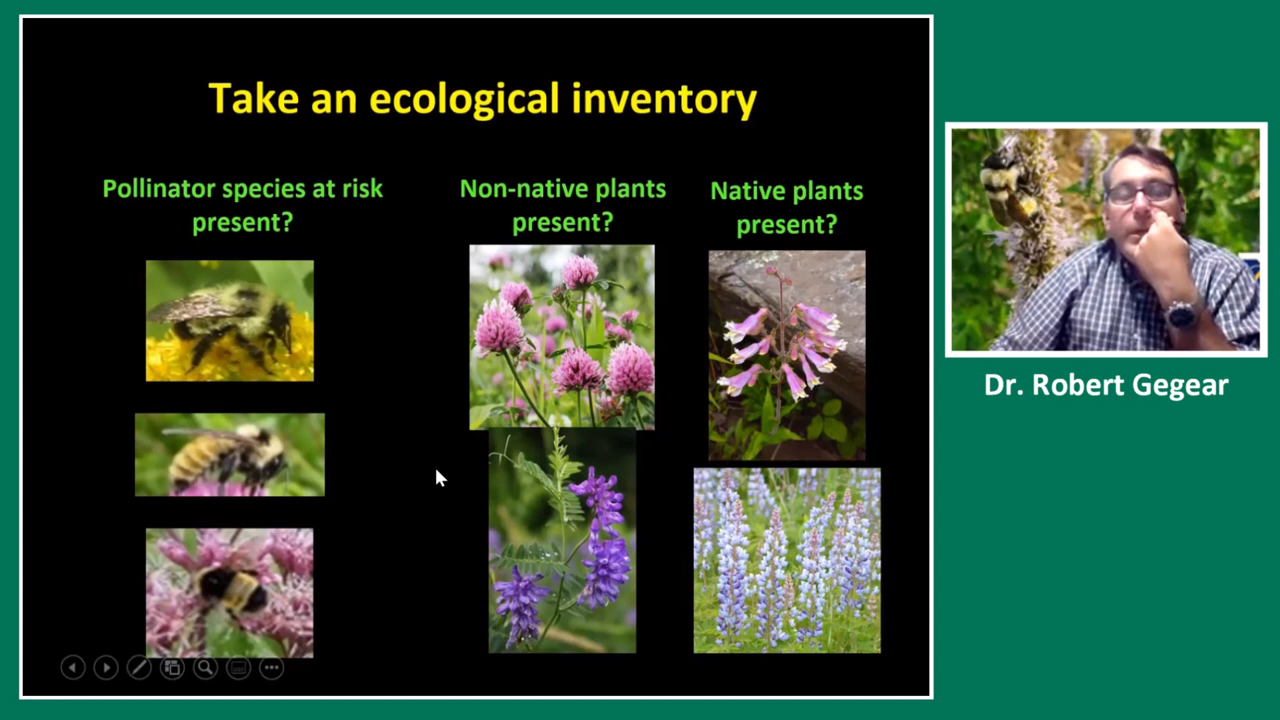 Take an ecological inventory
Pollinator species at risk
present?
Non-native plants
present?
Native plants
present?
Dr. Robert Gegear